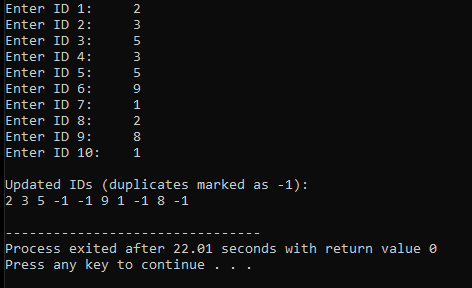 Enter ID 1:     2
Enter ID 2:     3
Enter ID 3:     5
Enter ID 4:     3
Enter ID 5:     5
Enter ID 6:     9
Enter ID 7:     1
Enter ID 8:     2
Enter ID 9:     8
Enter ID 10:    1
Updated IDs (duplicates marked as -1):
2 3 5 -1 -1 9 1 -1 8 -1
--------------------------------
Process exited after 22.01 seconds with return value 0
Press any key to continue . . .